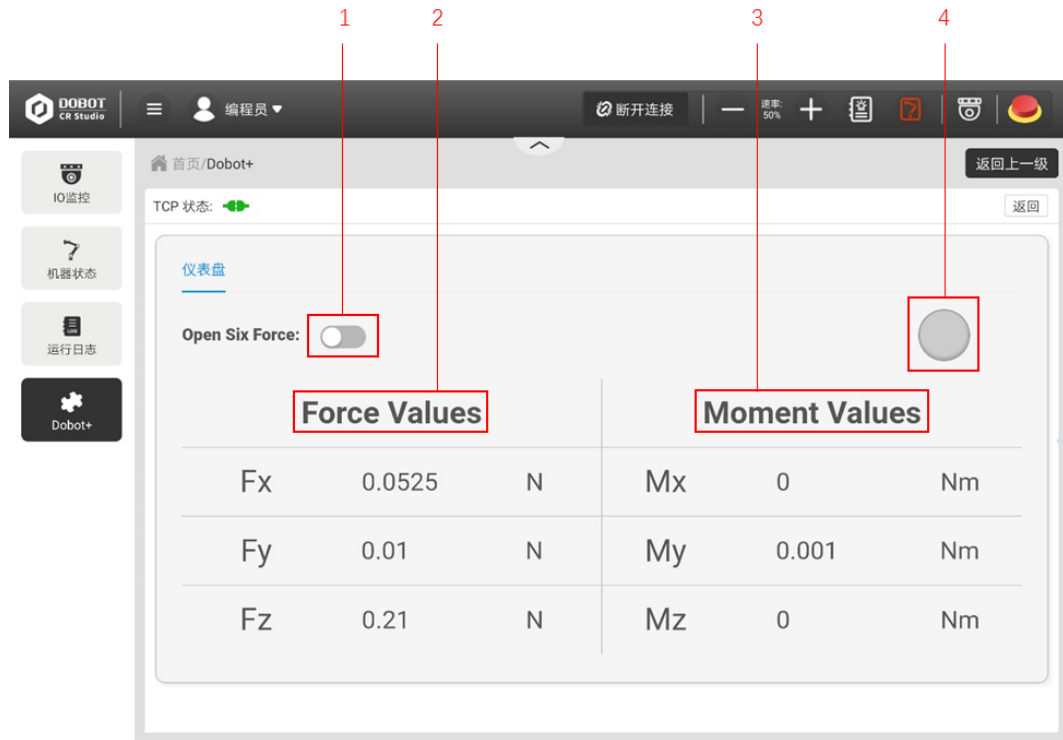 1 2 3 4
DOBOT
CR Studio
编程员
断开连接
速率:
50%
首页/Dobot+
返回上一级
IO监控
TCP 状态:
返回
机器状态
仪表盘
LOG
运行日志
Open Six Force:
Dobot+
Force Values Moment Values
Fx 0.0525 N Mx 0 Nm
Fy 0.01 N My 0.001 Nm
Fz 0.21 N Mz 0 Nm